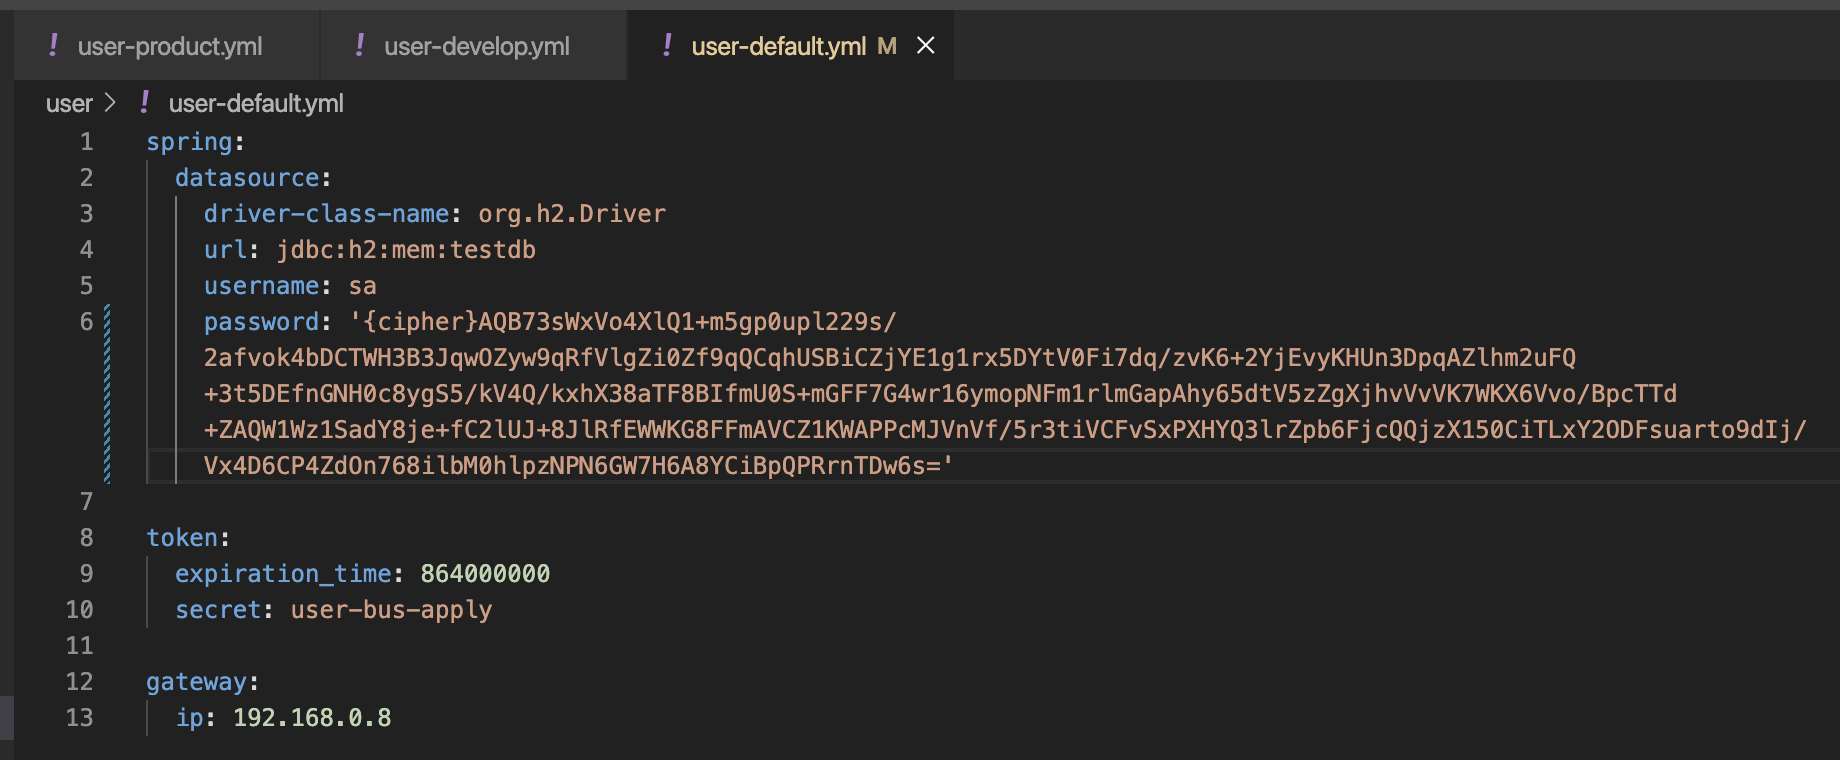 ! user-product.yml ! user-develop.yml ! user-default.yml M ×
user > ! user-default.yml
1 spring:
2 datasource:
3 driver-class-name: org.h2.Driver
4 url: jdbc:h2:mem:testdb
5 username: sa
6 password: '{cipher}AQB73sWxVo4XlQ1+m5gp0upl229s/
2afvok4bDCTWH3B3JqwOZyw9qRfVlgZi0Zf9qQCqhUSBiCZjYE1g1rx5DYtV0Fi7dq/zvK6+2YjEvyKHUn3DpqAZlhm2uFQ
+3t5DEfnGNH0c8ygS5/kV4Q/kxhX38aTF8BIfmU0S+mGFF7G4wr16ymopNFm1rlmGapAhy65dtV5zZgXjhvVvVK7WKX6Vvo/BpcTTd
+ZAQW1Wz1SadY8je+fC2lUJ+8JlRfEWWKG8FFmAVCZ1KWAPPcMJVnVf/5r3tiVCFvSxPXHYQ3lrZpb6FjcQQjzX150CiTLxY2ODFsuarto9dIj/
Vx4D6CP4ZdOn768ilbM0hlpzNPN6GW7H6A8YCiBpQPRrnTDw6s='
7
8 token:
9 expiration_time: 864000000
10 secret: user-bus-apply
11
12 gateway:
13 ip: 192.168.0.8